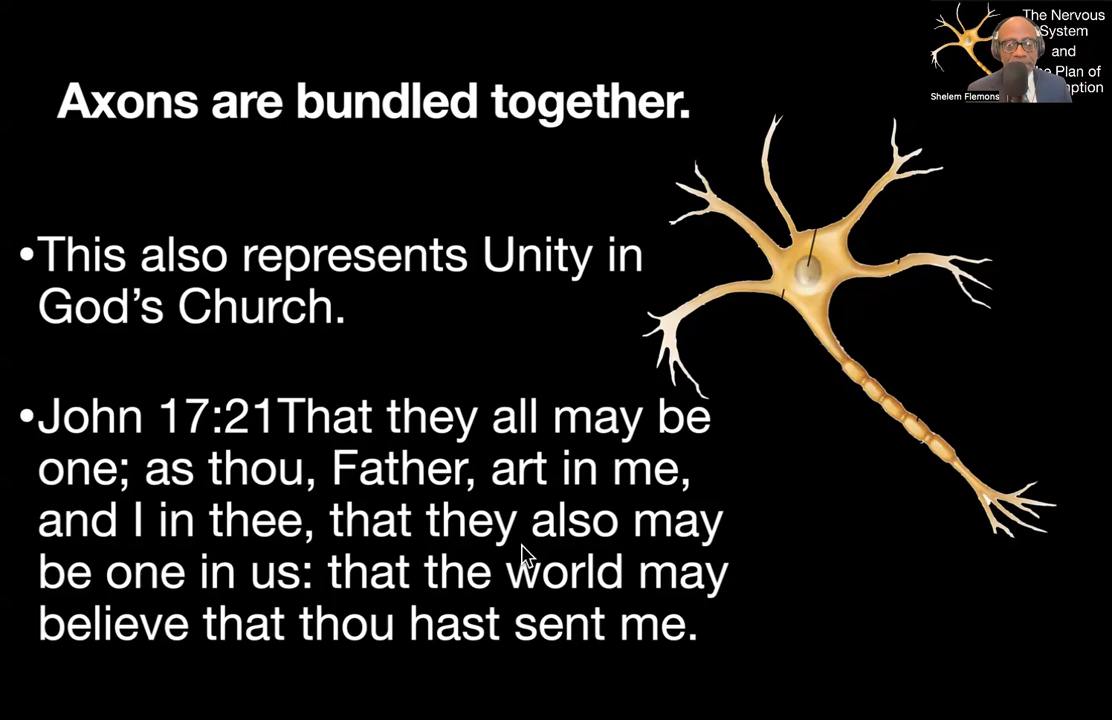 Axons are bundled together.
•This also represents Unity in
God's Church.
•John 17:21That they all may be
one; as thou, Father, art in me,
and I in thee, that they also may
be one in us: that the world may
believe that thou hast sent me.
The Nervous
System
and
Plan of
Shelem Flemons